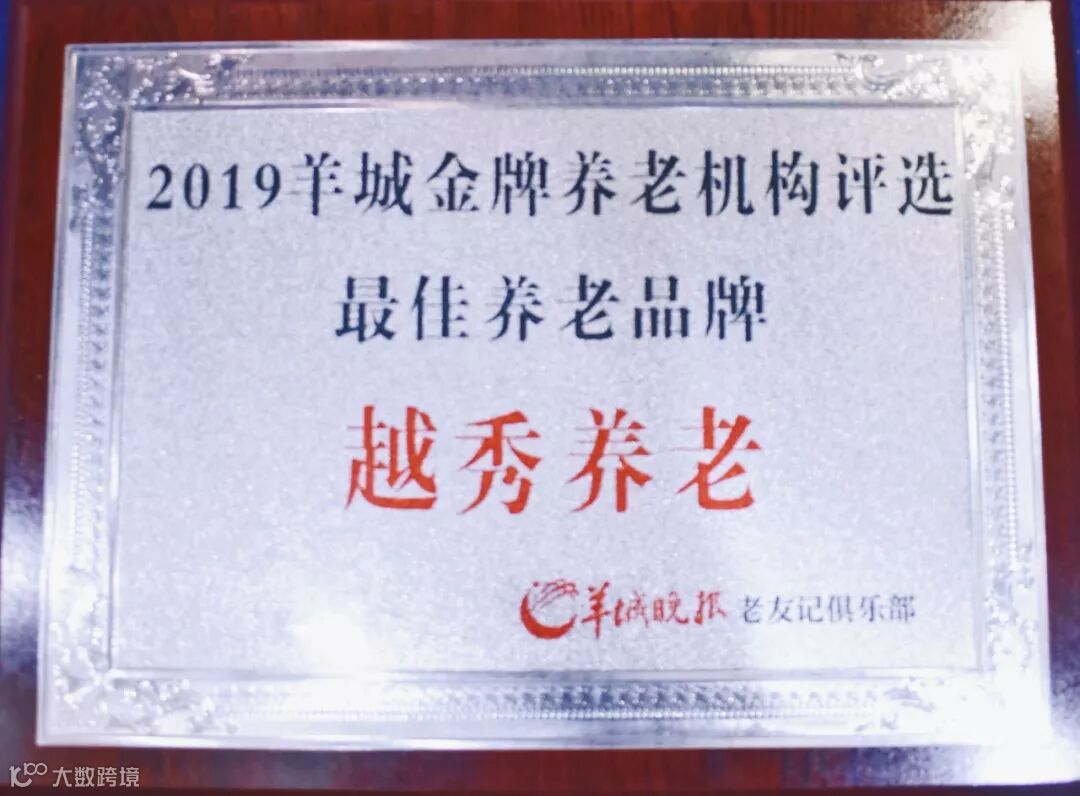 2019羊城金牌养老机构评选
最佳养老品牌
越秀养老
羊城晚报 老友记俱乐部
大数跨境